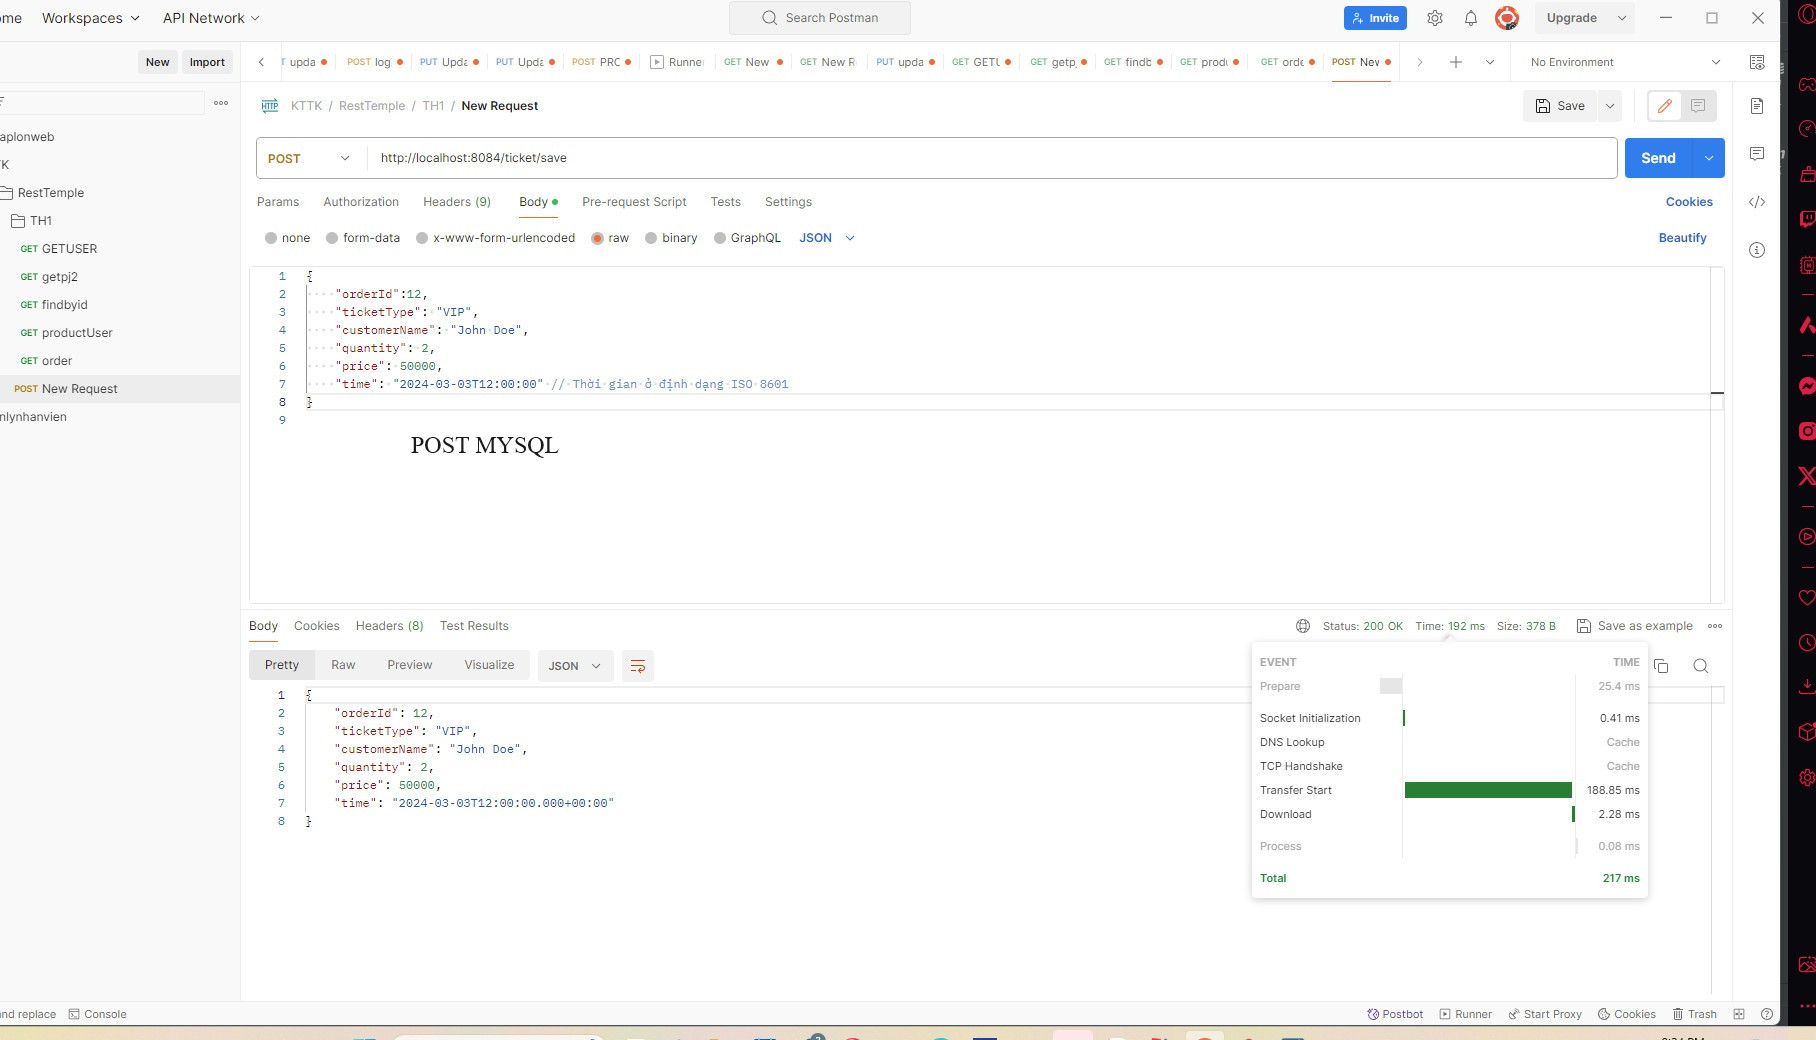 ome Workspaces API Network Search Postman Invite Upgrade
New Import upda POST log PUT Upda PUT Upda POST PRC Runne GET New GET New R PUT upda GET GETU GET getp GET findb GET prod GET orde POST New No Environment
KTTK / RestTemple / TH1 / New Request Save
aplonweb
K
RestTemple
TH1
GET GETUSER
GET getpj2
GET findbyid
GET productUser
GET order
POST New Request
nlynhanvien
POST http://localhost:8084/ticket/save Send
Params Authorization Headers (9) Body Pre-request Script Tests Settings Cookies
none form-data x-www-form-urlencoded raw binary GraphQL JSON Beautify
1 {
2 "orderId":12,
3 "ticketType": "VIP",
4 "customerName": "John Doe",
5 "quantity": 2,
6 "price": 50000,
7 "time": "2024-03-03T12:00:00" // Thời gian ở định dạng ISO 8601
8 }
9
POST MYSQL
Body Cookies Headers (8) Test Results Status: 200 OK Time: 192 ms Size: 378 B Save as example
Pretty Raw Preview Visualize JSON
1 {
2 "orderId": 12,
3 "ticketType": "VIP",
4 "customerName": "John Doe",
5 "quantity": 2,
6 "price": 50000,
7 "time": "2024-03-03T12:00:00.000+00:00"
8 }
EVENT TIME
Prepare 25.4 ms
Socket Initialization 0.41 ms
DNS Lookup Cache
TCP Handshake Cache
Transfer Start 188.85 ms
Download 2.28 ms
Process 0.08 ms
Total 217 ms
and replace Console Postbot Runner Start Proxy Cookies Trash